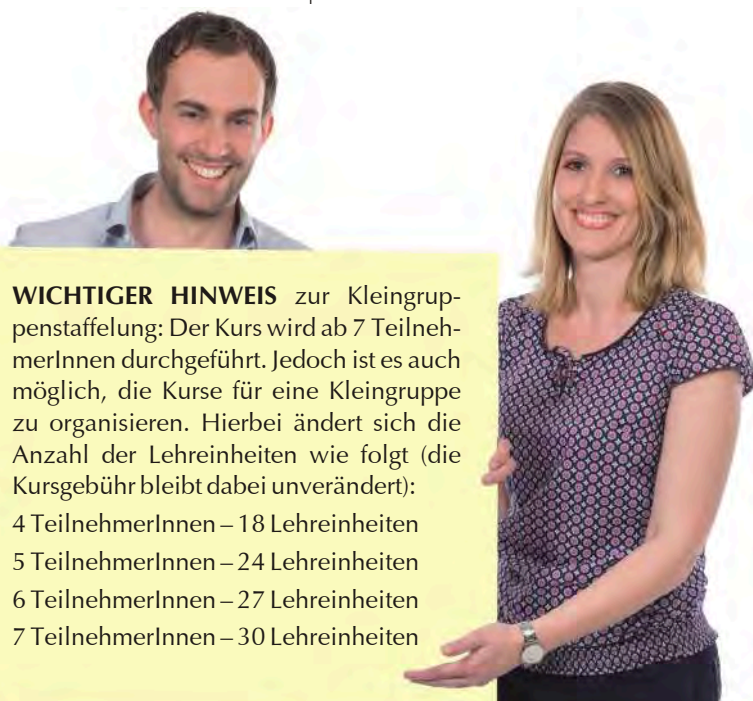 WICHTIGER HINWEIS zur Kleingrup-
penstaffelung: Der Kurs wird ab 7 Teilneh-
merInnen durchgeführt. Jedoch ist es auch
möglich, die Kurse für eine Kleingruppe
zu organisieren. Hierbei ändert sich die
Anzahl der Lehreinheiten wie folgt (die
Kursgebühr bleibt dabei unverändert):
4 TeilnehmerInnen – 18 Lehreinheiten
5 TeilnehmerInnen – 24 Lehreinheiten
6 TeilnehmerInnen – 27 Lehreinheiten
7 TeilnehmerInnen – 30 Lehreinheiten